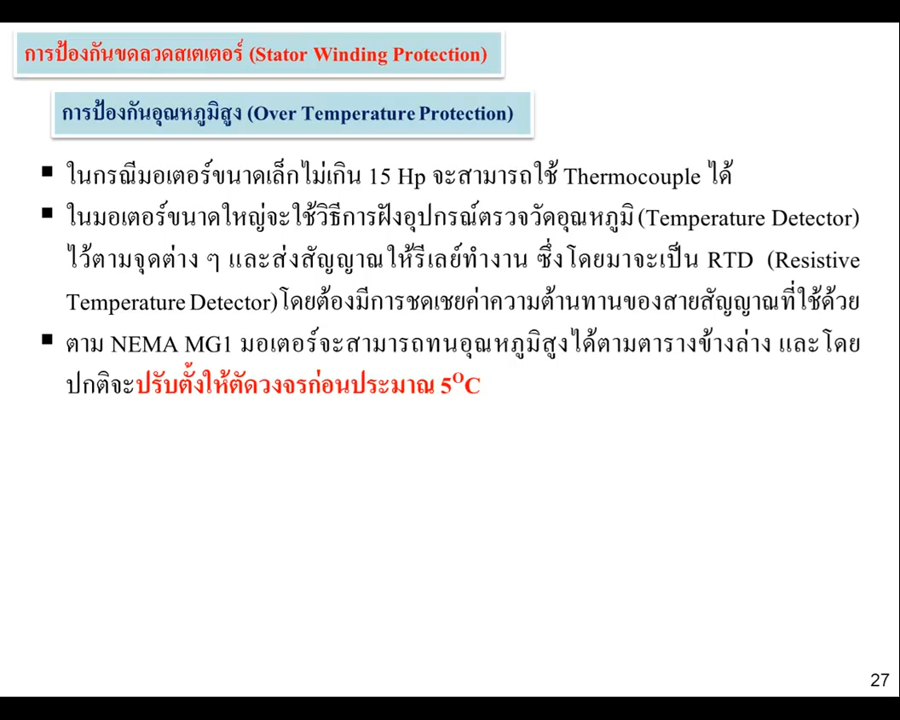 การป้องกันขดลวดสเตเตอร์ (Stator Winding Protection)
การป้องกันอุณหภูมิสูง (Over Temperature Protection)
▪ ในกรณีมอเตอร์ขนาดเล็กไม่เกิน 15 Hp จะสามารถใช้ Thermocouple ได้
▪ ในมอเตอร์ขนาดใหญ่จะใช้วิธีการฝังอุปกรณ์ตรวจวัดอุณหภูมิ (Temperature Detector)
ไว้ตามจุดต่าง ๆ และส่งสัญญาณให้รีเลย์ทำงาน ซึ่งโดยมาจะเป็น RTD (Resistive
Temperature Detector) โดยต้องมีการชดเชยค่าความต้านทานของสายสัญญาณที่ใช้ด้วย
▪ ตาม NEMA MG1 มอเตอร์จะสามารถทนอุณหภูมิสูงได้ตามตารางข้างล่าง และโดย
ปกติจะปรับตั้งให้ตัดวงจรก่อนประมาณ 5ᴼC
27